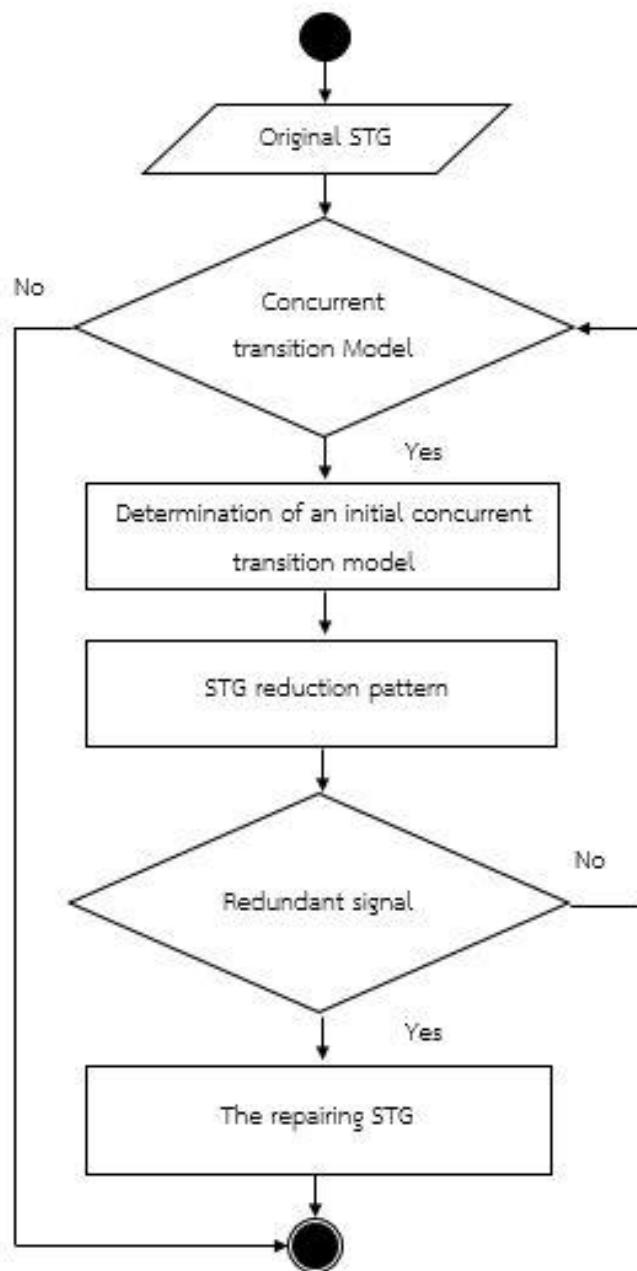 Original STG
No
Concurrent
transition Model
Yes
Determination of an initial concurrent
transition model
STG reduction pattern
No
Redundant signal
Yes
The repairing STG